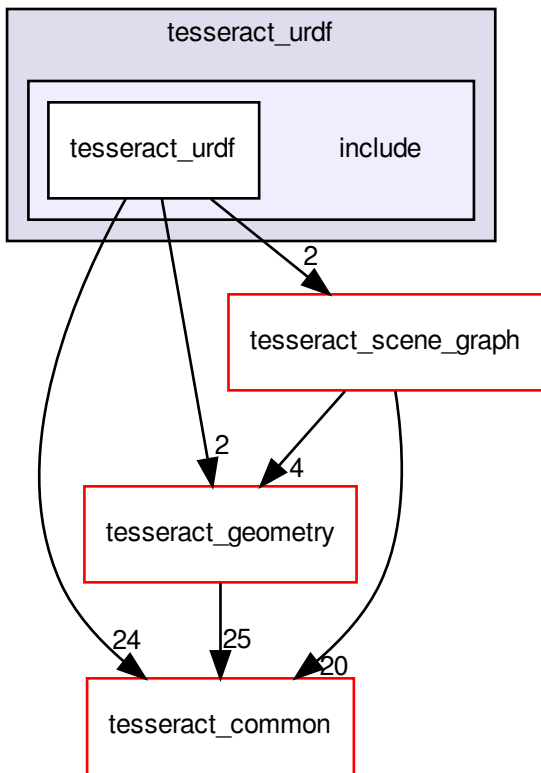 tesseract_urdf
tesseract_urdf
include
2
tesseract_scene_graph
2
4
tesseract_geometry
24
25
20
tesseract_common